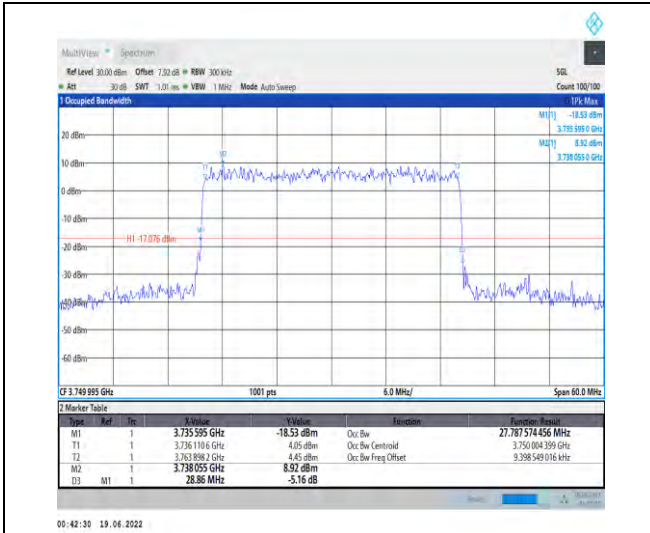 MultiView Spectrum
Ref Level 30.00 dBm Offset 7.92 dB RBW 300 kHz SGL
Att 30 dB SWT 1.01 ms VBW 1 MHz Mode Auto Sweep Count 100/100
1 Occupied Bandwidth 1Pk Max
M1[1] -18.53 dBm
3.735 595 0 GHz
M2[1] 8.92 dBm
3.738 055 0 GHz
20 dBm
10 dBm
M2
T1 T2
0 dBm
-10 dBm
M1
H1 -17.076 dBm
-20 dBm
D3
-30 dBm
-40 dBm
-50 dBm
-60 dBm
CF 3.749 995 GHz 1001 pts 6.0 MHz/ Span 60.0 MHz
2 Marker Table
Type Ref Trc X-Value Y-Value Function Function Result
M1 1 3.735 595 GHz -18.53 dBm Occ Bw 27.787 574 456 MHz
T1 1 3.736 110 6 GHz 4.05 dBm Occ Bw Centroid 3.750 004 399 GHz
T2 1 3.763 898 2 GHz 4.45 dBm Occ Bw Freq Offset 9.398 549 016 kHz
M2 1 3.738 055 GHz 8.92 dBm
D3 M1 1 28.86 MHz -5.16 dB
00:42:30 19.06.2022